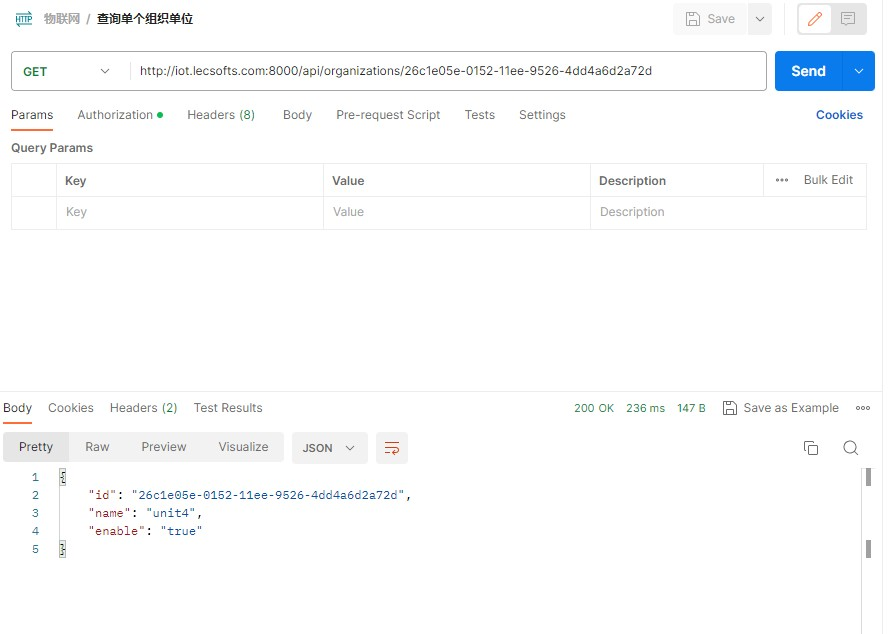 HTTP 物联网 / 查询单个组织单位 Save
GET http://iot.lecsofts.com:8000/api/organizations/26c1e05e-0152-11ee-9526-4dd4a6d2a72d Send
Params Authorization Headers (8) Body Pre-request Script Tests Settings Cookies
Query Params
Key Value Description ••• Bulk Edit
Key Value Description
Body Cookies Headers (2) Test Results 200 OK 236 ms 147 B Save as Example
Pretty Raw Preview Visualize JSON
1 {
2 "id": "26c1e05e-0152-11ee-9526-4dd4a6d2a72d",
3 "name": "unit4",
4 "enable": "true"
5 }